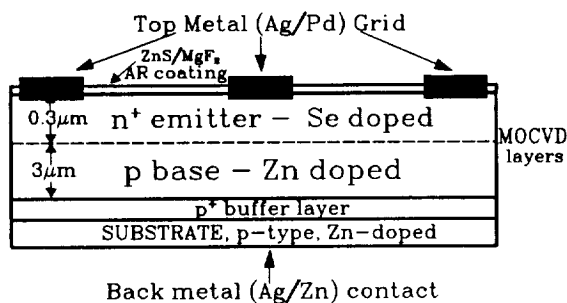 Top Metal (Ag/Pd) Grid
ZnS/MgF₂
AR coating
0.3μm
n⁺ emitter – Se doped
MOCVD
layers
3μm
p base – Zn doped
p⁺ buffer layer
SUBSTRATE, p-type, Zn-doped
Back metal (Ag/Zn) contact